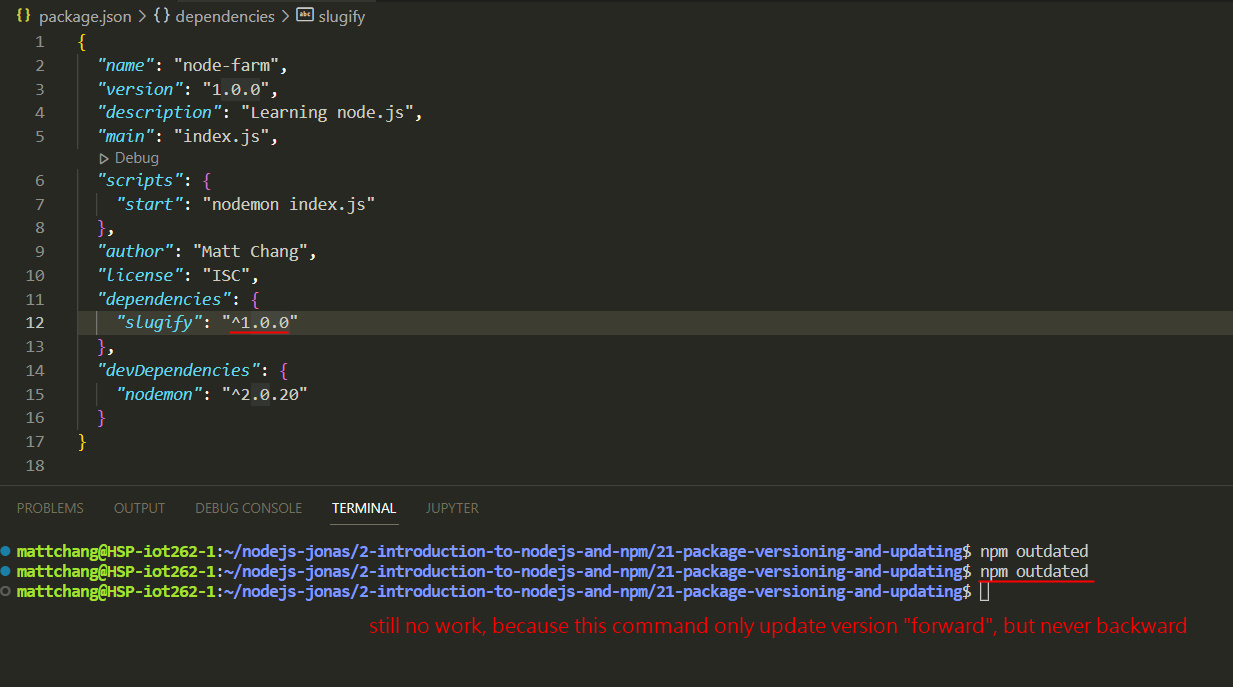 package.json > dependencies > slugify
1 {
2 "name": "node-farm",
3 "version": "1.0.0",
4 "description": "Learning node.js",
5 "main": "index.js",
Debug
6 "scripts": {
7 "start": "nodemon index.js"
8 },
9 "author": "Matt Chang",
10 "license": "ISC",
11 "dependencies": {
12 "slugify": "^1.0.0"
13 },
14 "devDependencies": {
15 "nodemon": "^2.0.20"
16 }
17 }
18
PROBLEMS OUTPUT DEBUG CONSOLE TERMINAL JUPYTER
mattchang@HSP-iot262-1:~/nodejs-jonas/2-introduction-to-nodejs-and-npm/21-package-versioning-and-updating$ npm outdated
mattchang@HSP-iot262-1:~/nodejs-jonas/2-introduction-to-nodejs-and-npm/21-package-versioning-and-updating$ npm outdated
mattchang@HSP-iot262-1:~/nodejs-jonas/2-introduction-to-nodejs-and-npm/21-package-versioning-and-updating$
still no work, because this command only update version "forward", but never backward